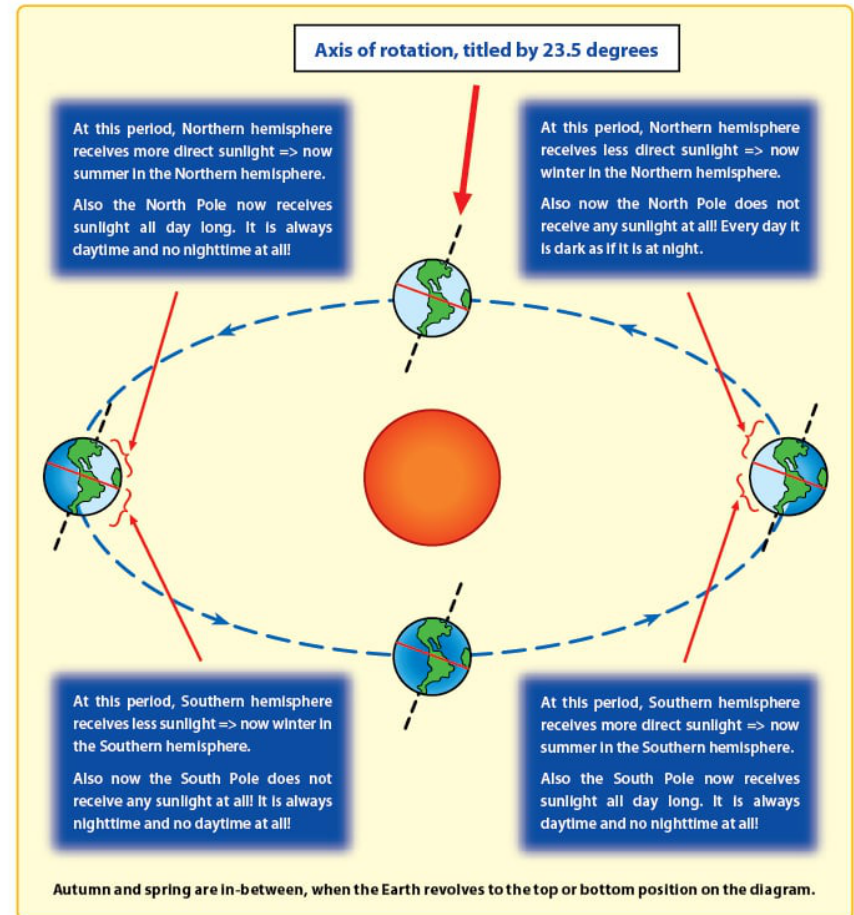 Axis of rotation, titled by 23.5 degrees
At this period, Northern hemisphere
receives more direct sunlight => now
summer in the Northern hemisphere.
Also the North Pole now receives
sunlight all day long. It is always
daytime and no nighttime at all!
At this period, Northern hemisphere
receives less direct sunlight => now
winter in the Northern hemisphere.
Also now the North Pole does not
receive any sunlight at all! Every day it
is dark as if it is at night.
At this period, Southern hemisphere
receives less sunlight => now winter in
the Southern hemisphere.
Also now the South Pole does not
receive any sunlight at all! It is always
nighttime and no daytime at all!
At this period, Southern hemisphere
receives more direct sunlight => now
summer in the Southern hemisphere.
Also the South Pole now receives
sunlight all day long. It is always
daytime and no nighttime at all!
Autumn and spring are in-between, when the Earth revolves to the top or bottom position on the diagram.